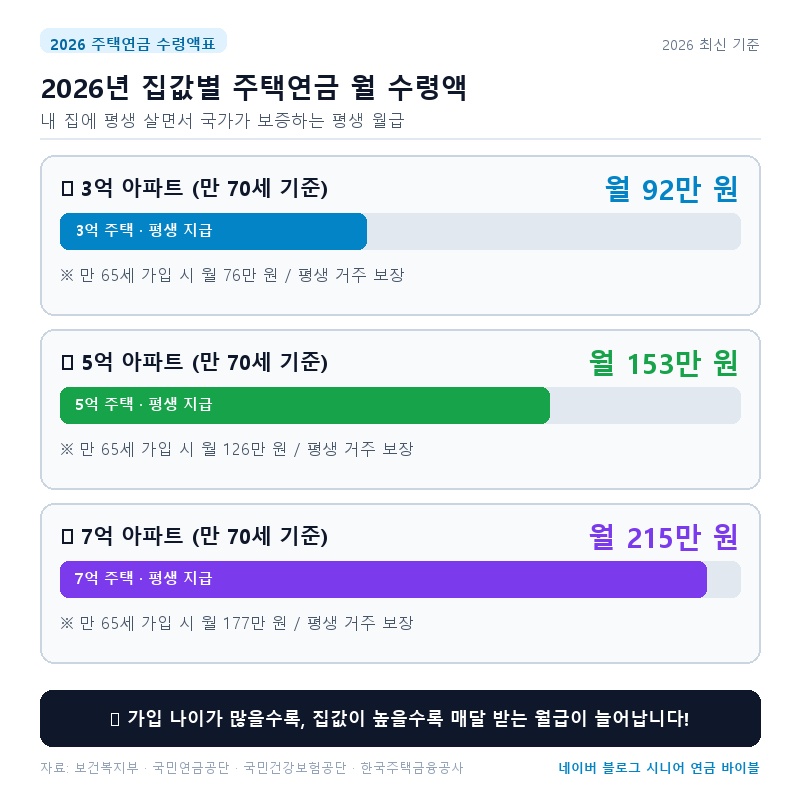 2026 주택연금 수령액표
2026 최신 기준
2026년 집값별 주택연금 월 수령액
내 집에 평생 살면서 국가가 보증하는 평생 월급
3억 아파트 (만 70세 기준)
월 92만 원
3억 주택 · 평생 지급
※ 만 65세 가입 시 월 76만 원 / 평생 거주 보장
5억 아파트 (만 70세 기준)
월 153만 원
5억 주택 · 평생 지급
※ 만 65세 가입 시 월 126만 원 / 평생 거주 보장
7억 아파트 (만 70세 기준)
월 215만 원
7억 주택 · 평생 지급
※ 만 65세 가입 시 월 177만 원 / 평생 거주 보장
가입 나이가 많을수록, 집값이 높을수록 매달 받는 월급이 늘어납니다!
자료: 보건복지부 · 국민연금공단 · 국민건강보험공단 · 한국주택금융공사
네이버 블로그 시니어 연금 바이블